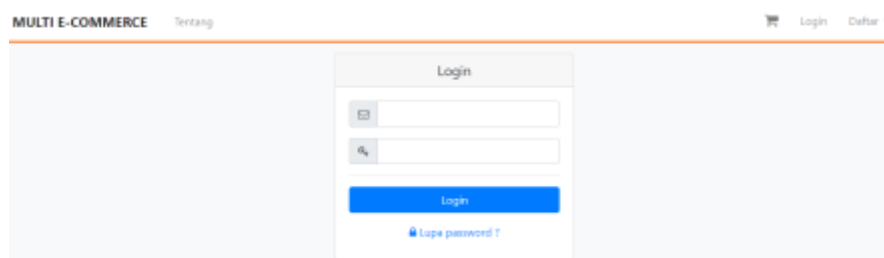 MULTI E-COMMERCE Tentang Login Daftar
Login
Login
Lupa password ?